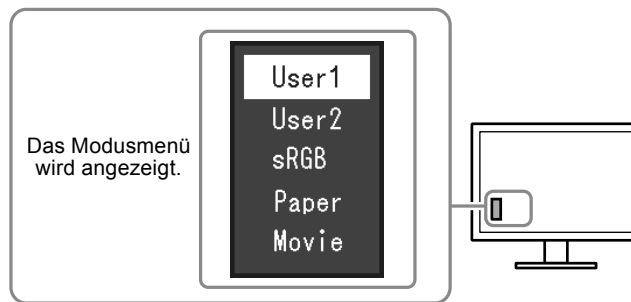 Das Modusmenü
wird angezeigt.
User1
User2
sRGB
Paper
Movie